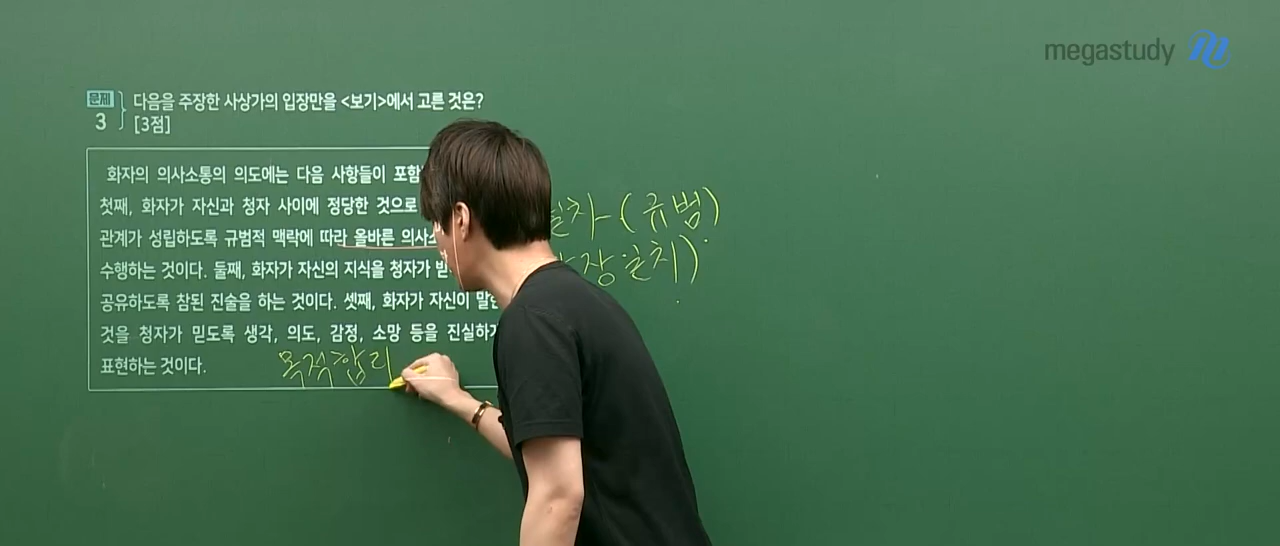 megastudy
문제 3
다음을 주장한 사상가의 입장만을 <보기>에서 고른 것은?
[3점]
화자의 의사소통의 의도에는 다음 사항들이 포함
첫째, 화자가 자신과 청자 사이에 정당한 것으로
관계가 성립하도록 규범적 맥락에 따라 올바른 의사소
수행하는 것이다. 둘째, 화자가 자신의 지식을 청자가
공유하도록 참된 진술을 하는 것이다. 셋째, 화자가 자신이 말한
것을 청자가 믿도록 생각, 의도, 감정, 소망 등을 진실하게
표현하는 것이다.
(규범)
목적합리